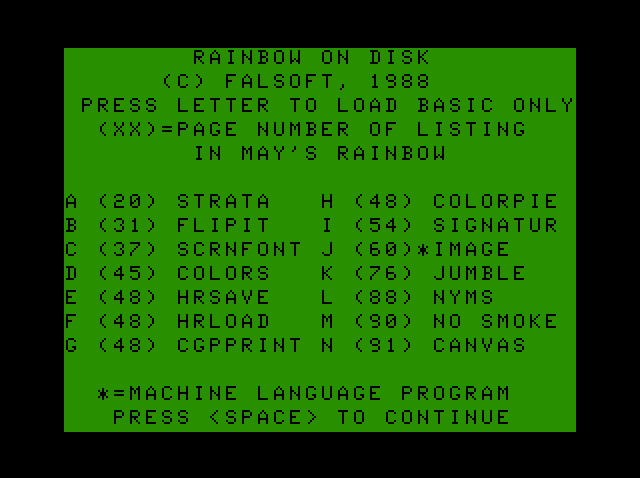 RAINBOW ON DISK
(C) FALSOFT, 1988
PRESS LETTER TO LOAD BASIC ONLY
(XX)=PAGE NUMBER OF LISTING
IN MAY'S RAINBOW
A (20) STRATA H (48) COLORPIE
B (31) FLIPIT I (54) SIGNATUR
C (37) SCRNFONT J (60)*IMAGE
D (45) COLORS K (76) JUMBLE
E (48) HRSAVE L (88) NYMS
F (48) HRLOAD M (90) NO SMOKE
G (48) CGPPRINT N (91) CANVAS
*=MACHINE LANGUAGE PROGRAM
PRESS <SPACE> TO CONTINUE